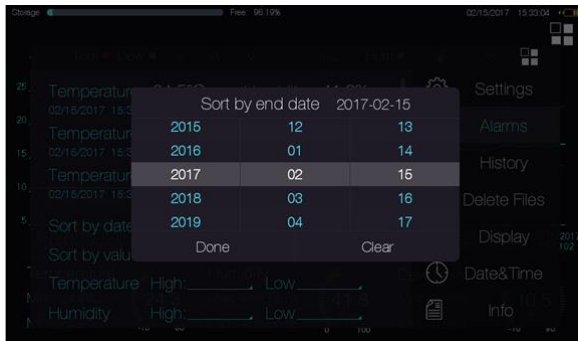 Storage Free 96.19% 02/15/2017 15:33:04
Settings
25 Temperature
02/15/2017 15:3
20 Temperature Alarms
02/15/2017 15:3
15 Temperature History
02/15/2017 15:3
10 Delete Files
5 Sort by date Display
Sort by valu
Temperature High: Low Date&Time
Humidity High: Low Info
Sort by end date 2017-02-15
2015 12 13
2016 01 14
2017 02 15
2018 03 16
2019 04 17
Done Clear